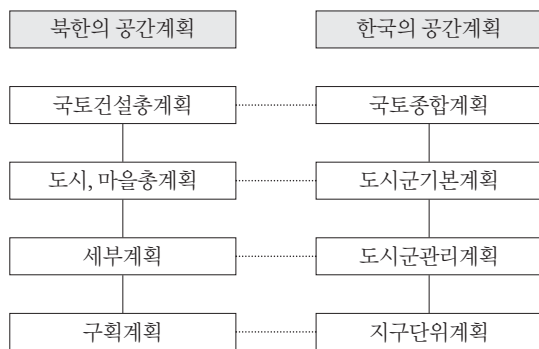 북한의 공간계획
한국의 공간계획
국토건설총계획
국토종합계획
도시, 마을총계획
도시군기본계획
세부계획
도시군관리계획
구획계획
지구단위계획